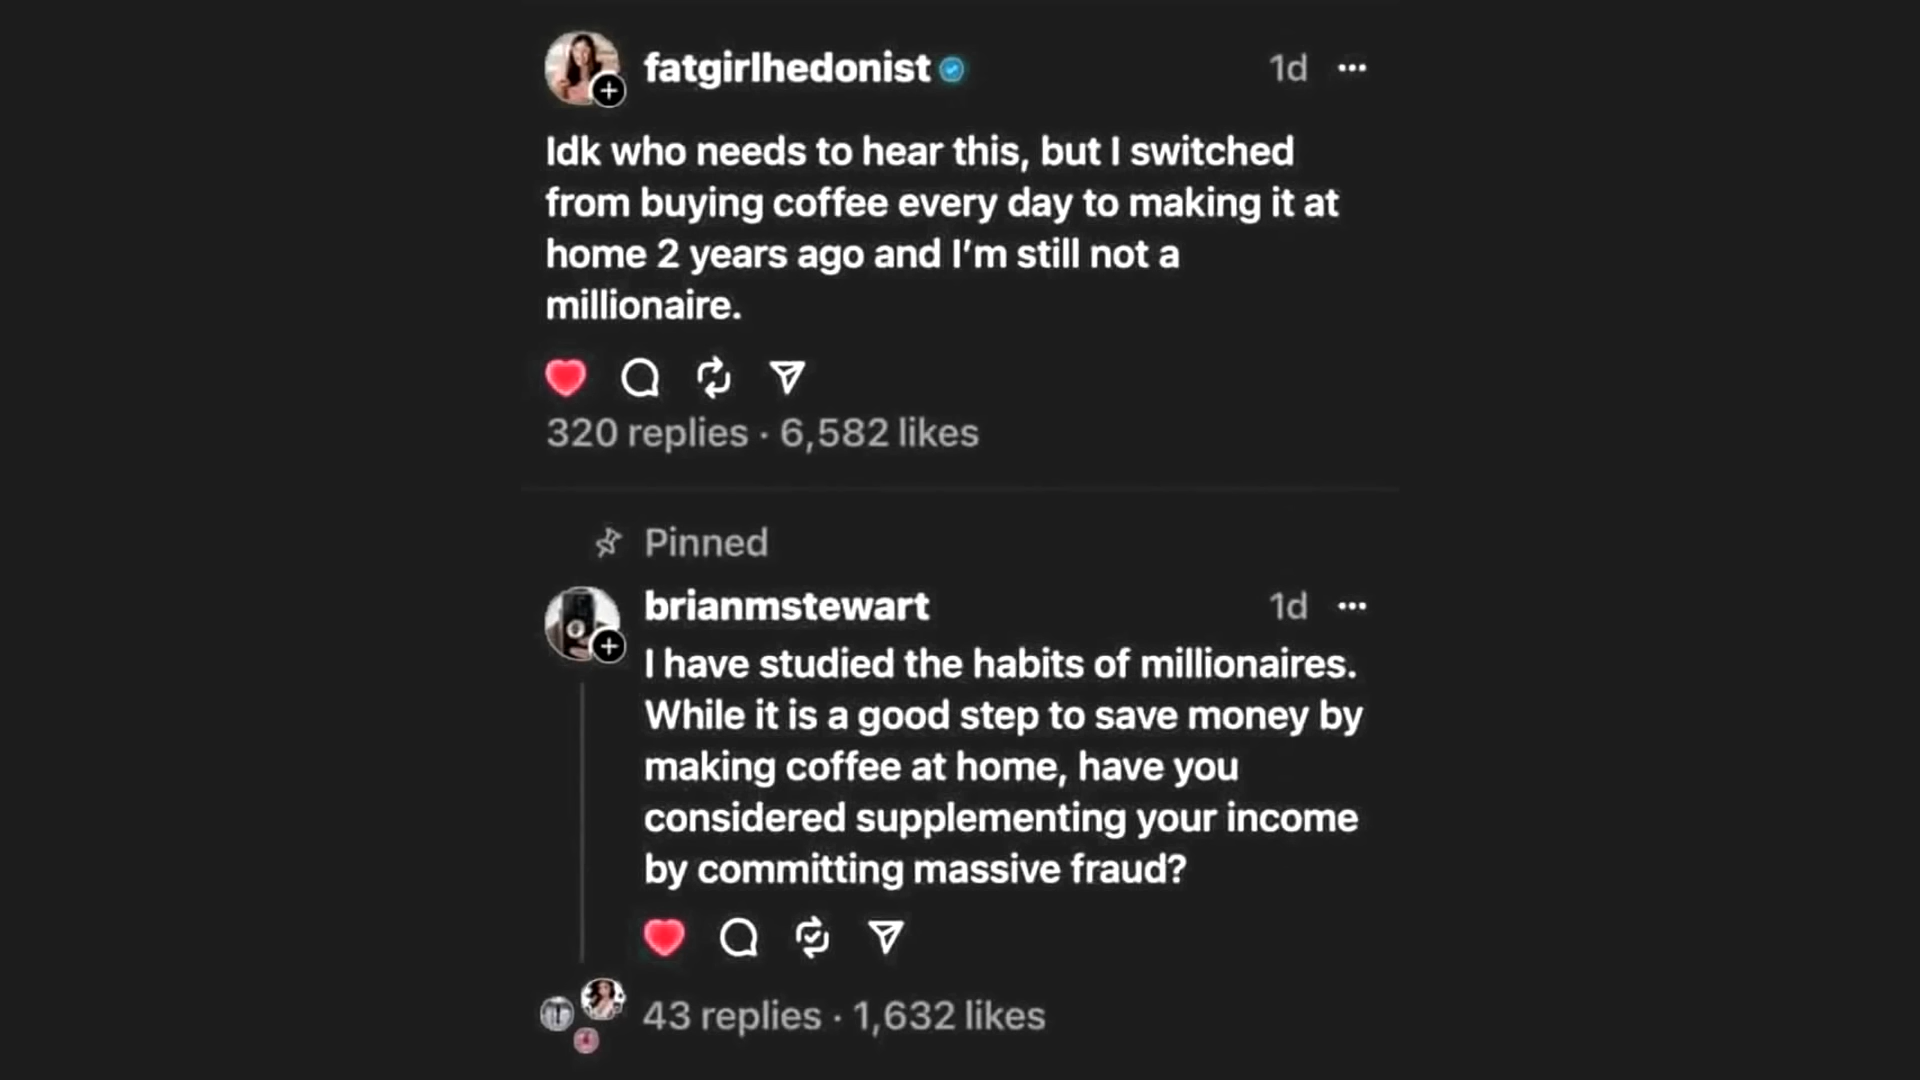 fatgirlhedonist
1d
Idk who needs to hear this, but I switched
from buying coffee every day to making it at
home 2 years ago and I’m still not a
millionaire.
320 replies · 6,582 likes
Pinned
brianmstewart
1d
I have studied the habits of millionaires.
While it is a good step to save money by
making coffee at home, have you
considered supplementing your income
by committing massive fraud?
43 replies · 1,632 likes